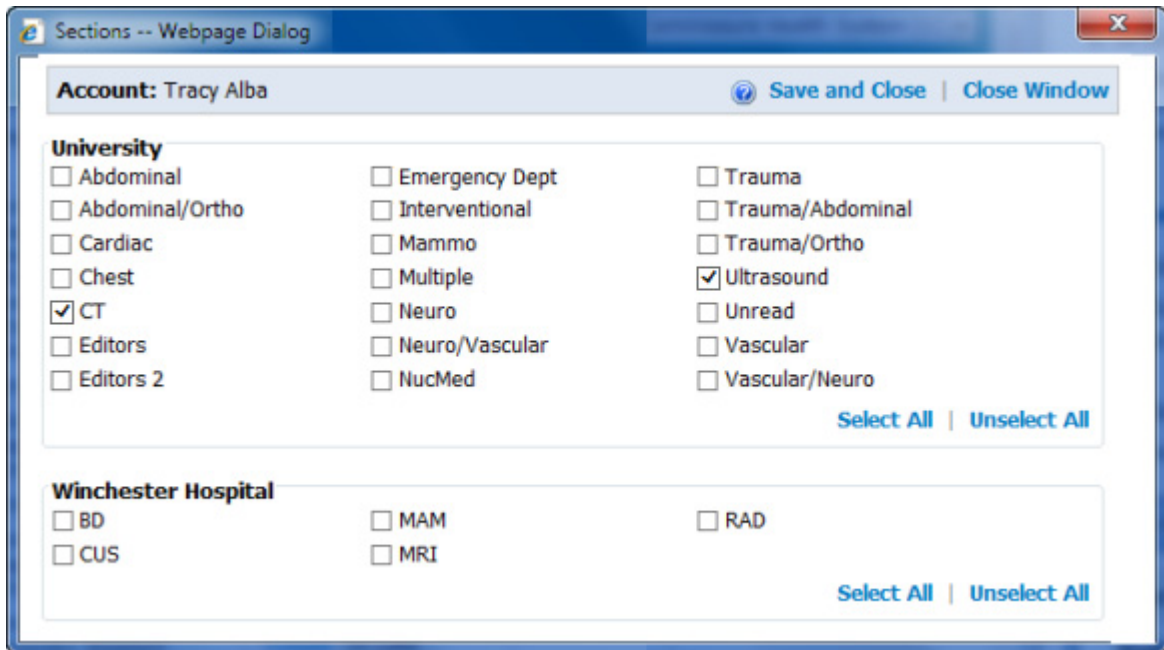 Sections -- Webpage Dialog
Account: Tracy Alba
Save and Close | Close Window
University
Abdominal Emergency Dept Trauma
Abdominal/Ortho Interventional Trauma/Abdominal
Cardiac Mammo Trauma/Ortho
Chest Multiple Ultrasound
CT Neuro Unread
Editors Neuro/Vascular Vascular
Editors 2 NucMed Vascular/Neuro
Select All | Unselect All
Winchester Hospital
BD MAM RAD
CUS MRI
Select All | Unselect All